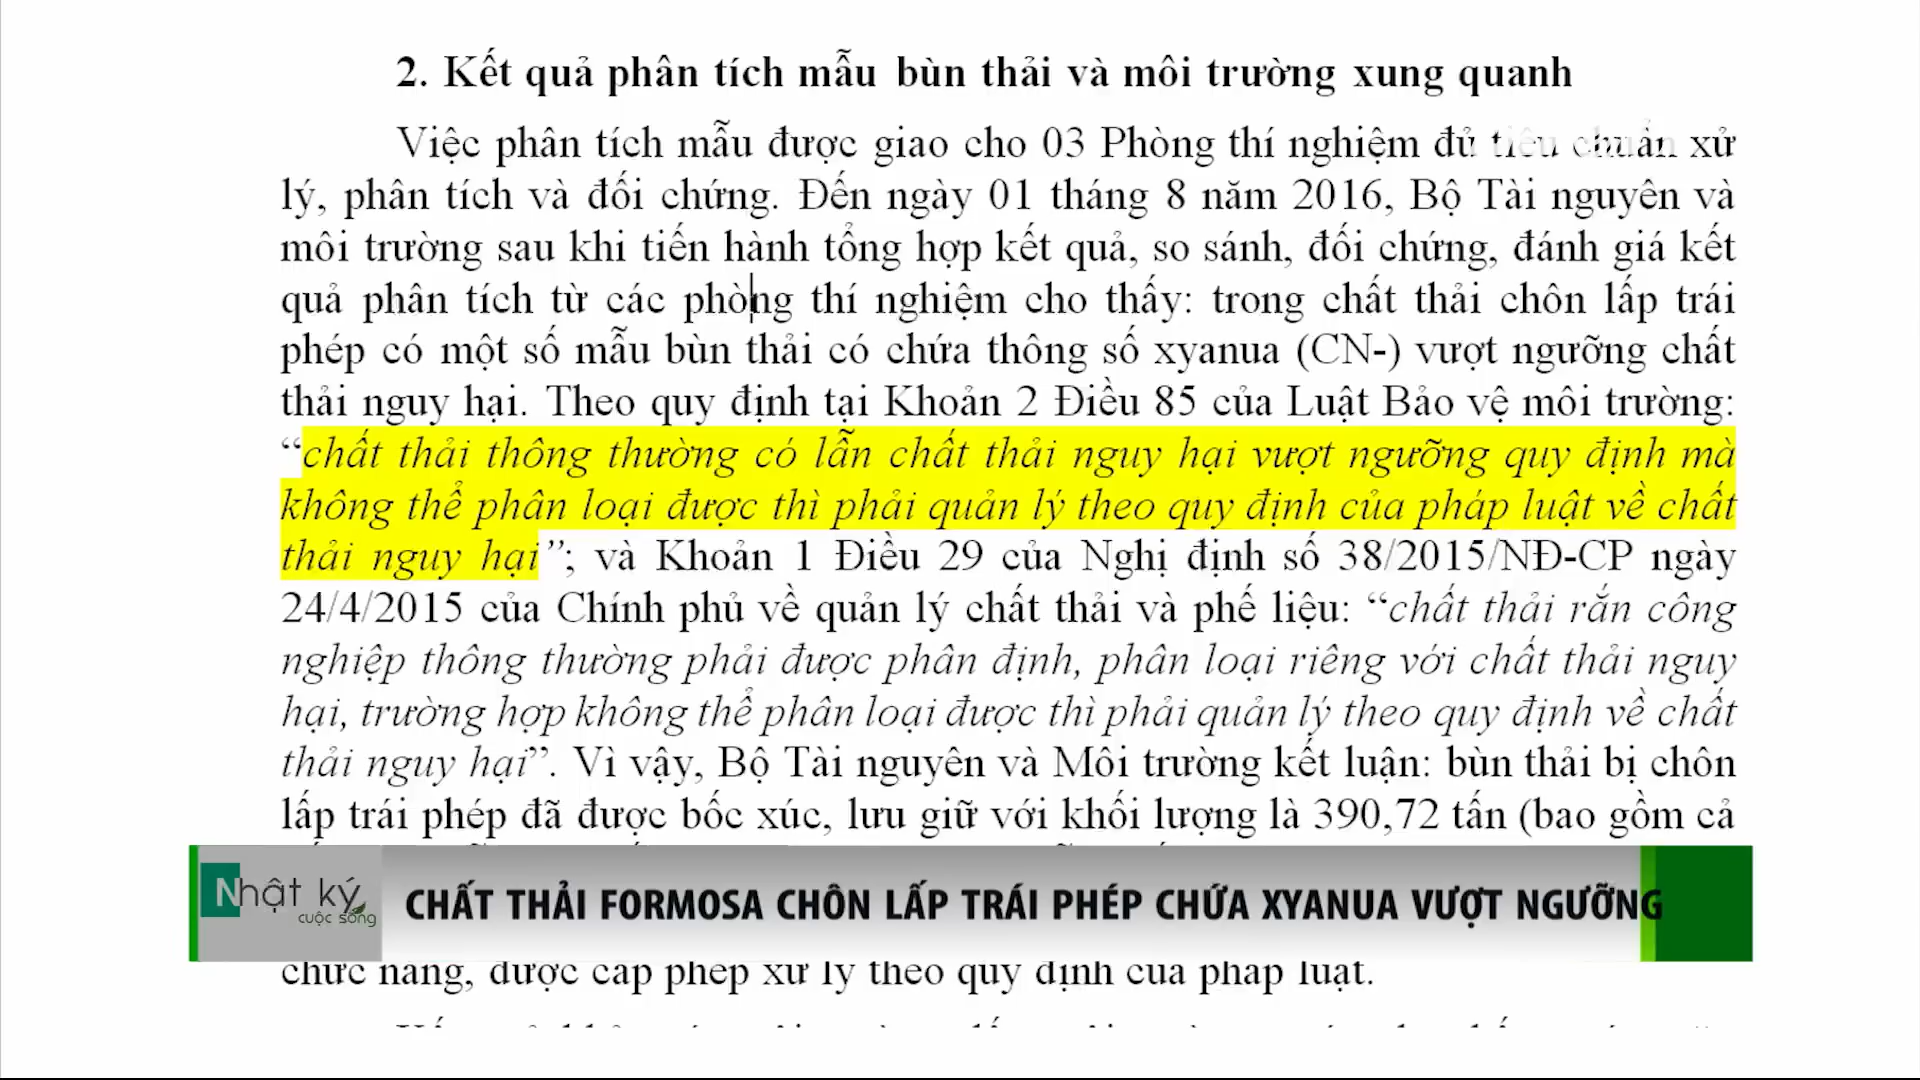 2. Kết quả phân tích mẫu bùn thải và môi trường xung quanh
Việc phân tích mẫu được giao cho 03 Phòng thí nghiệm đủ tiêu chuẩn xử
lý, phân tích và đối chứng. Đến ngày 01 tháng 8 năm 2016, Bộ Tài nguyên và
môi trường sau khi tiến hành tổng hợp kết quả, so sánh, đối chứng, đánh giá kết
quả phân tích từ các phòng thí nghiệm cho thấy: trong chất thải chôn lấp trái
phép có một số mẫu bùn thải có chứa thông số xyanua (CN-) vượt ngưỡng chất
thải nguy hại. Theo quy định tại Khoản 2 Điều 85 của Luật Bảo vệ môi trường:
“chất thải thông thường có lẫn chất thải nguy hại vượt ngưỡng quy định mà
không thể phân loại được thì phải quản lý theo quy định của pháp luật về chất
thải nguy hại”; và Khoản 1 Điều 29 của Nghị định số 38/2015/NĐ-CP ngày
24/4/2015 của Chính phủ về quản lý chất thải và phế liệu: “chất thải rắn công
nghiệp thông thường phải được phân định, phân loại riêng với chất thải nguy
hại, trường hợp không thể phân loại được thì phải quản lý theo quy định về chất
thải nguy hại”. Vì vậy, Bộ Tài nguyên và Môi trường kết luận: bùn thải bị chôn
lấp trái phép đã được bốc xúc, lưu giữ với khối lượng là 390,72 tấn (bao gồm cả
Nhật ký
cuộc sống
CHẤT THẢI FORMOSA CHÔN LẤP TRÁI PHÉP CHỨA XYANUA VƯỢT NGƯỠNG
chức năng, được cấp phép xử lý theo quy định của pháp luật.